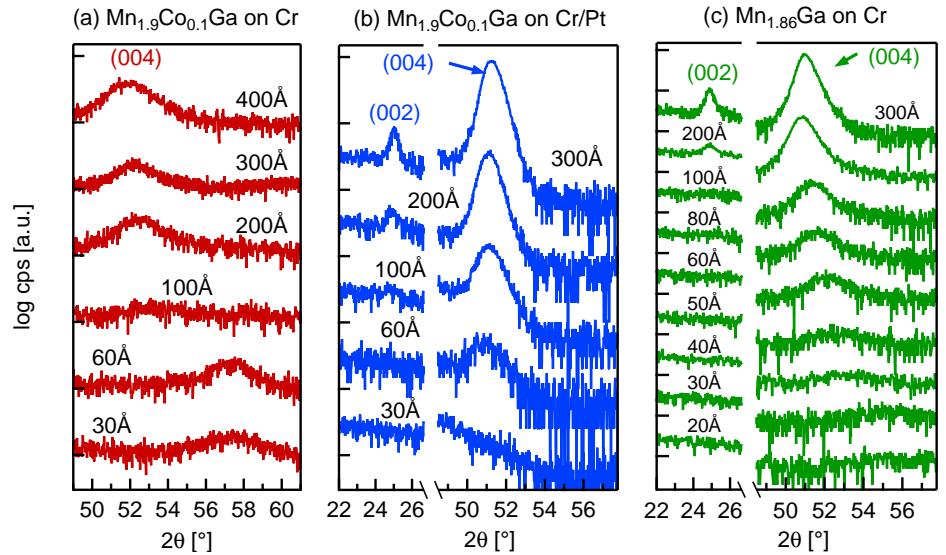 (a) Mn1.9Co0.1Ga on Cr
(004)
400Å
300Å
200Å
100Å
60Å
30Å
50 52 54 56 58 60
2θ [°]
log cps [a.u.]
(b) Mn1.9Co0.1Ga on Cr/Pt
(004)
(002)
300Å
200Å
100Å
60Å
30Å
22 24 26 50 52 54 56
2θ [°]
(c) Mn1.86Ga on Cr
(002)
(004)
300Å
200Å
100Å
80Å
60Å
50Å
40Å
30Å
20Å
22 24 26 50 52 54 56
2θ [°]